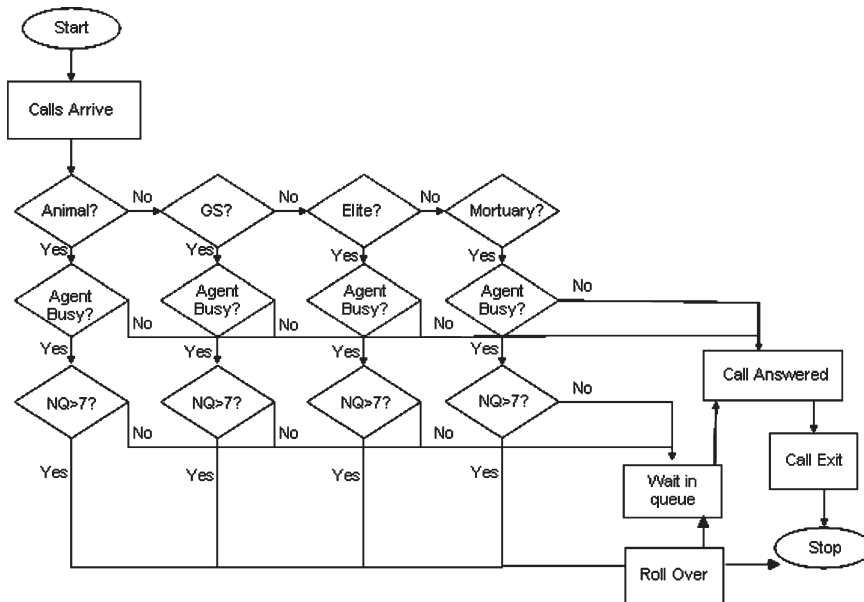 Start
Calls Arrive
Animal?
No
GS?
No
Elite?
No
Mortuary?
Yes
Yes
Yes
Yes
Agent
Busy?
Agent
Busy?
Agent
Busy?
Agent
Busy?
No
No
No
No
Yes
Yes
Yes
Yes
Call Answered
NQ>7?
NQ>7?
NQ>7?
NQ>7?
No
No
No
No
Yes
Yes
Yes
Yes
Wait in
queue
Call Exit
Roll Over
Stop